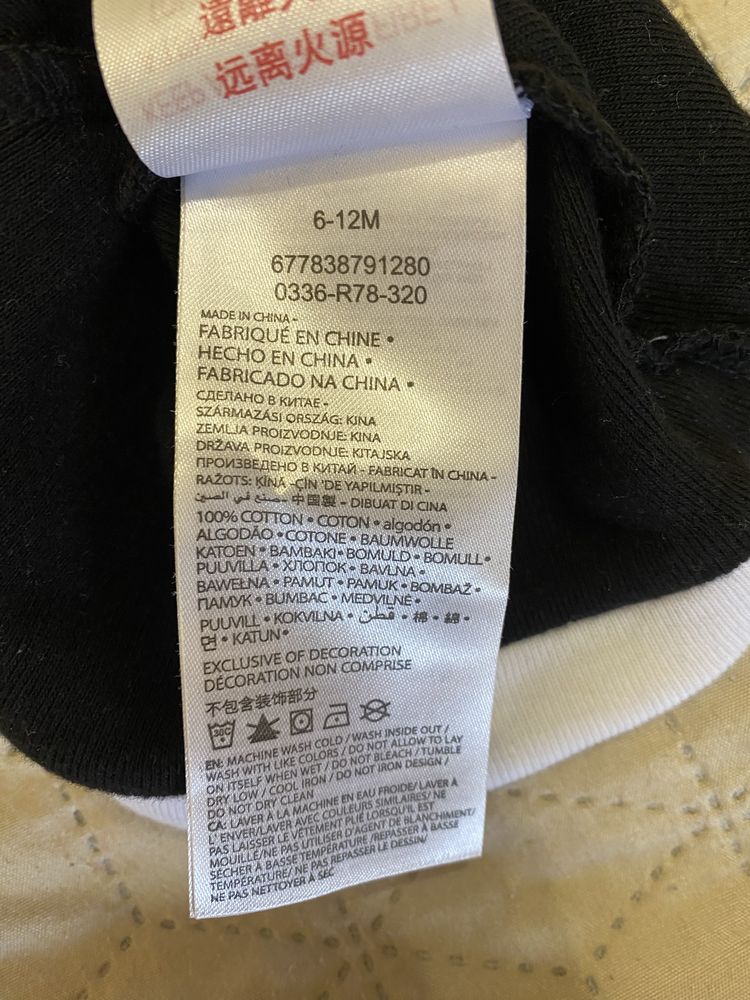 遠離火
远离火源
6-12M
677838791280
0336-R78-320
MADE IN CHINA -
FABRIQUÉ EN CHINE •
HECHO EN CHINA •
FABRICADO NA CHINA •
СДЕЛАНО В КИТАЕ -
SZÁRMAZÁSI ORSZÁG: KINA
ZEMLJA PROIZVODNJE: KINA
DRŽAVA PROIZVODNJE: KITAJSKA
ПРОИЗВЕДЕНО В КИТАЙ - FABRICAT ÎN CHINA -
RAŽOTS: ĶĪNA -ÇİN 'DE YAPILMIŞTIR -
صنع في الصين - 中国製 - DIBUAT DI CINA
100% COTTON • COTON • algodón •
ALGODÃO • COTONE • BAUMWOLLE
KATOEN • BAMBAKI • BOMULD • BOMULL •
PUUVILLA • ХЛОПОК • BAVLNA •
BAWEŁNA • PAMUT • PAMUK • BOMBAŽ •
ПАМУК • BUMBAC • MEDVILNĖ •
PUUVILL • KOKVILNA • قطن • 棉 • 綿 •
면 • KATUN •
EXCLUSIVE OF DECORATION
DÉCORATION NON COMPRISE
不包含装饰部分
30C
EN: MACHINE WASH COLD / WASH INSIDE OUT /
WASH WITH LIKE COLORS / DO NOT ALLOW TO LAY
ON ITSELF WHEN WET / DO NOT BLEACH / TUMBLE
DRY LOW / COOL IRON / DO NOT IRON DESIGN /
DO NOT DRY CLEAN
CA: LAVER À LA MACHINE EN EAU FROIDE/ LAVER À
L' ENVER/LAVER AVEC COULEURS SIMILAIRES/ NE
PAS LAISSER LE VÊTEMENT PLIÉ LORSQU'IL EST
MOUILLÉ/NE PAS UTILISER D'AGENT DE BLANCHIMENT/
SÉCHER À BASSE TEMPÉRATURE /REPASSER À BASSE
TEMPÉRATURE/ NE PAS REPASSER LE DESSIN/
NE PAS NETTOYER À SEC